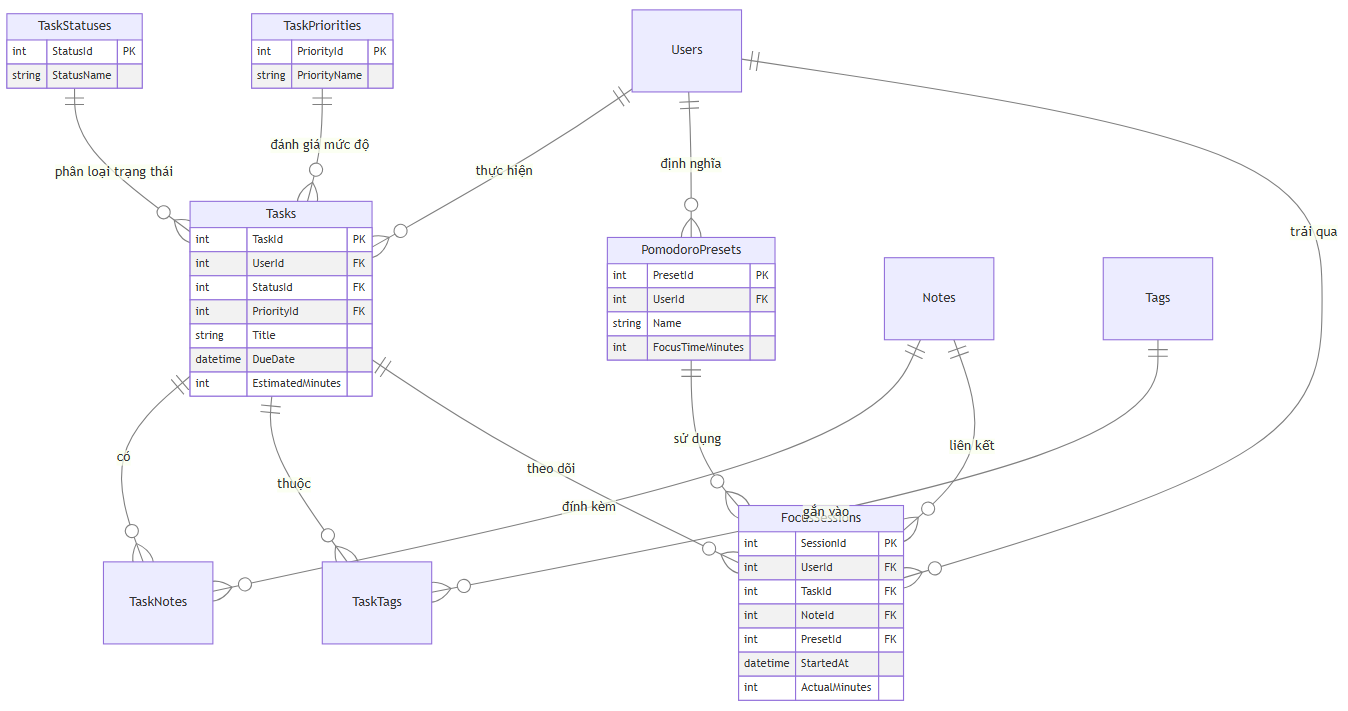 TaskStatuses
int StatusId PK
string StatusName
TaskPriorities
int PriorityId PK
string PriorityName
Users
phân loại trạng thái
đánh giá mức độ
thực hiện
định nghĩa
trải qua
Tasks
int TaskId PK
int UserId FK
int StatusId FK
int PriorityId FK
string Title
datetime DueDate
int EstimatedMinutes
PomodoroPresets
int PresetId PK
int UserId FK
string Name
int FocusTimeMinutes
Notes
Tags
có
thuộc
theo dõi
sử dụng
liên kết
đính kèm
gắn vào
TaskNotes
TaskTags
FocusSessions
int SessionId PK
int UserId FK
int TaskId FK
int NoteId FK
int PresetId FK
datetime StartedAt
int ActualMinutes